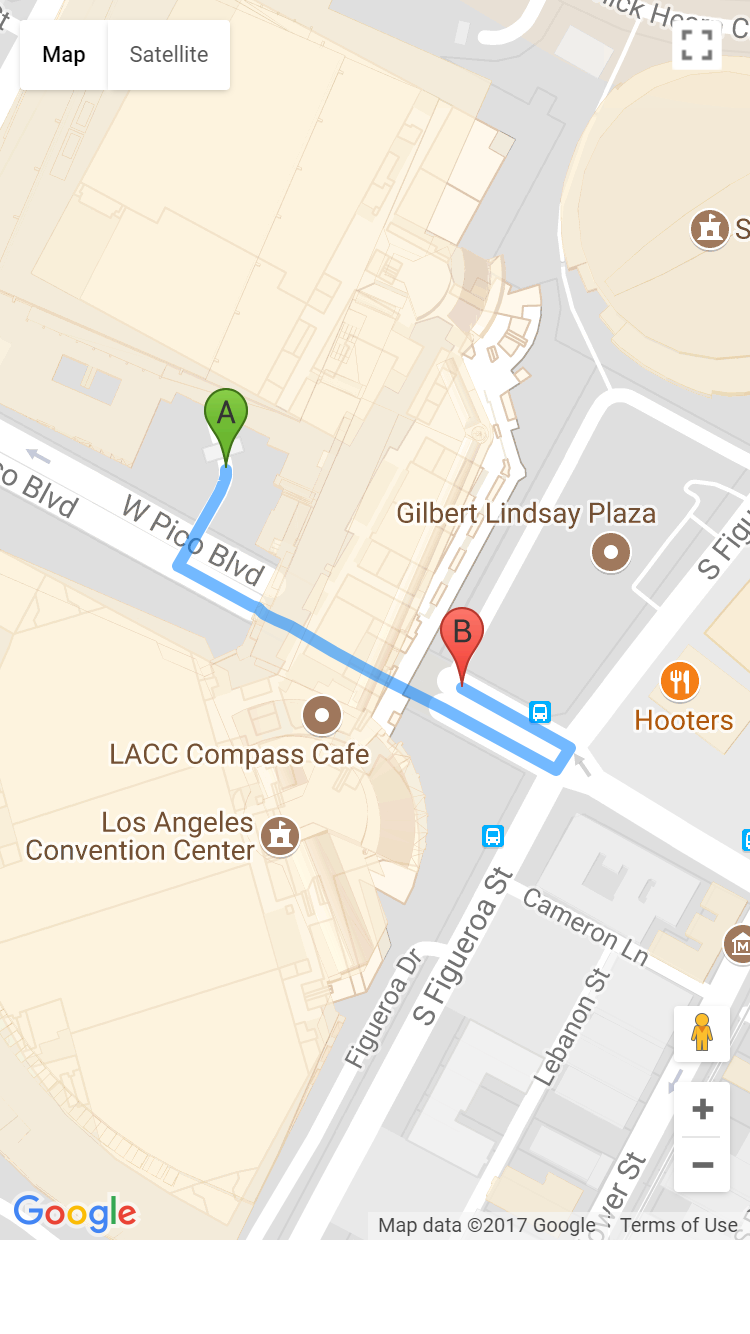 Map
Satellite
S
A
W Pico Blvd
Blvd
Gilbert Lindsay Plaza
B
Hooters
LACC Compass Cafe
Los Angeles
Convention Center
S Figueroa St
Cameron Ln
Figueroa Dr
Lebanon St
Google
Map data ©2017 Google
Terms of Use